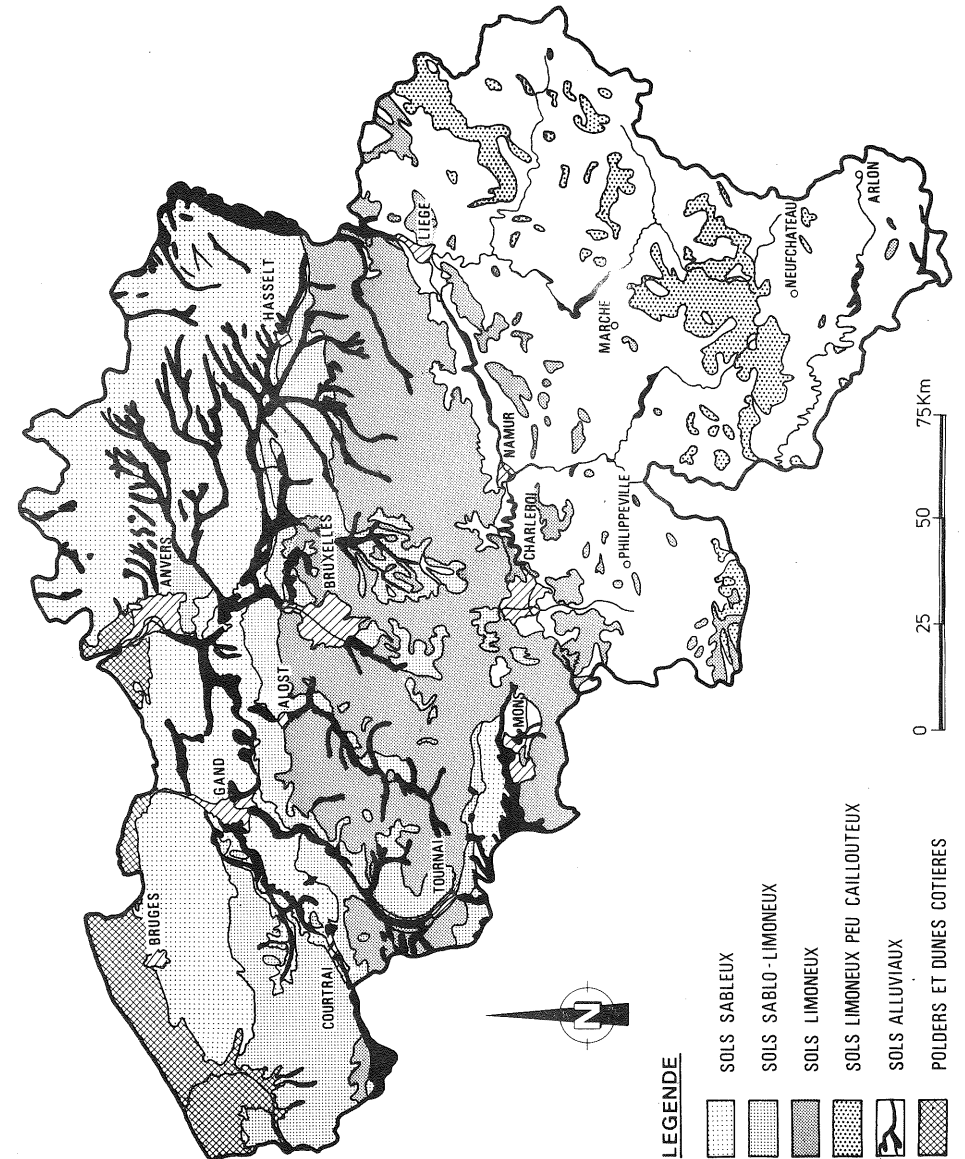 BRUGES
GAND
ANVERS
COURTRAI
ALOST
BRUXELLES
HASSELT
TOURNAI
MONS
CHARLEROI
NAMUR
LIEGE
PHILIPPEVILLE
MARCHE
NEUFCHATEAU
ARLON
N
0 25 50 75Km
LEGENDE
SOLS SABLEUX
SOLS SABLO-LIMONEUX
SOLS LIMONEUX
SOLS LIMONEUX PEU CAILLOUTEUX
SOLS ALLUVIAUX
POLDERS ET DUNES COTIERES